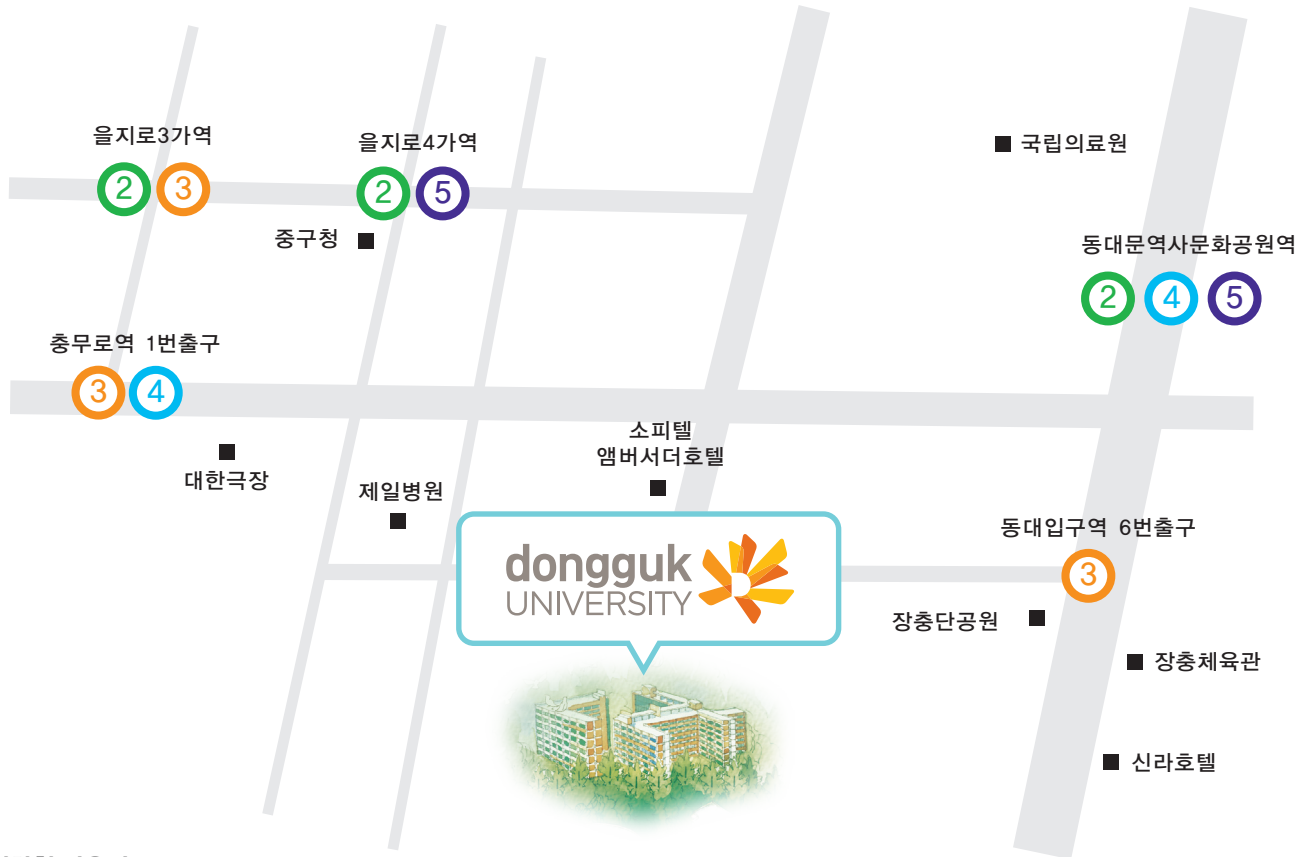 을지로3가역
2 3
을지로4가역
2 5
국립의료원
중구청
동대문역사문화공원역
2 4 5
충무로역 1번출구
3 4
대한극장
제일병원
소피텔
앰버서더호텔
dongguk
UNIVERSITY
동대입구역 6번출구
3
장충단공원
장충체육관
신라호텔